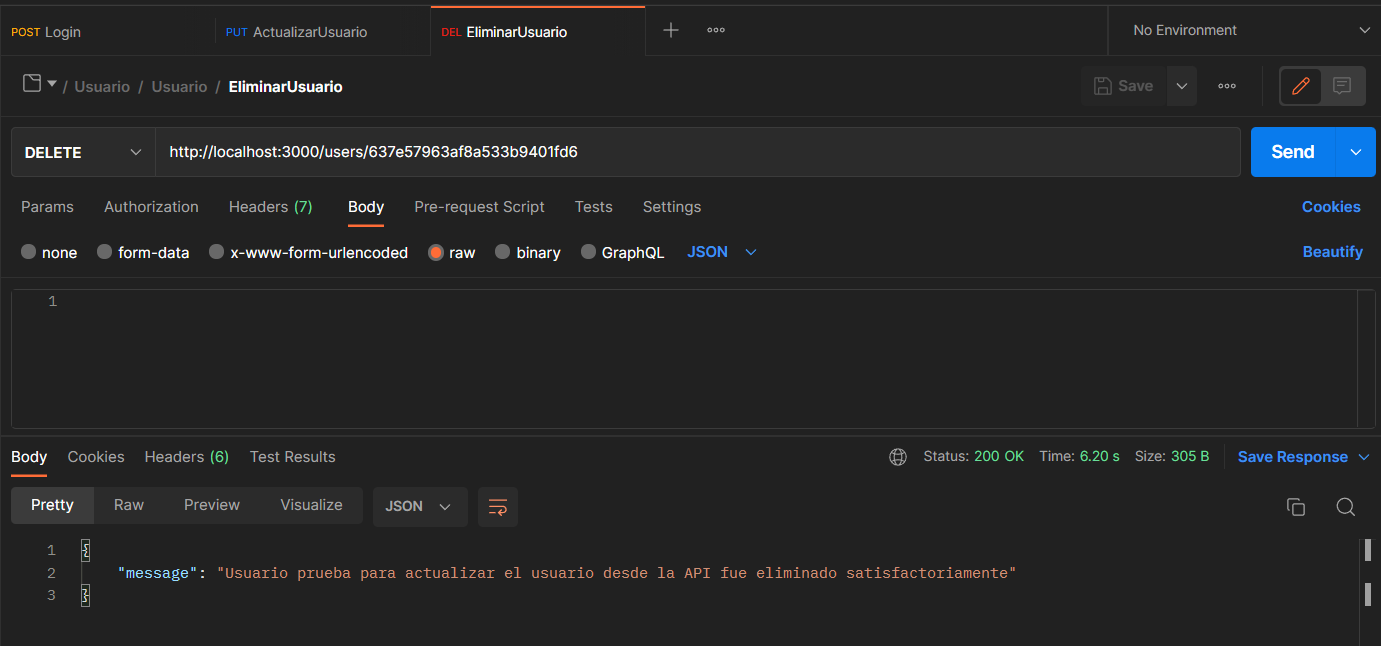 POST Login PUT ActualizarUsuario DEL EliminarUsuario No Environment
/ Usuario / Usuario / EliminarUsuario Save
DELETE http://localhost:3000/users/637e57963af8a533b9401fd6 Send
Params Authorization Headers (7) Body Pre-request Script Tests Settings Cookies
none form-data x-www-form-urlencoded raw binary GraphQL JSON Beautify
1
Body Cookies Headers (6) Test Results Status: 200 OK Time: 6.20 s Size: 305 B Save Response
Pretty Raw Preview Visualize JSON
1 {
2 "message": "Usuario prueba para actualizar el usuario desde la API fue eliminado satisfactoriamente"
3 }